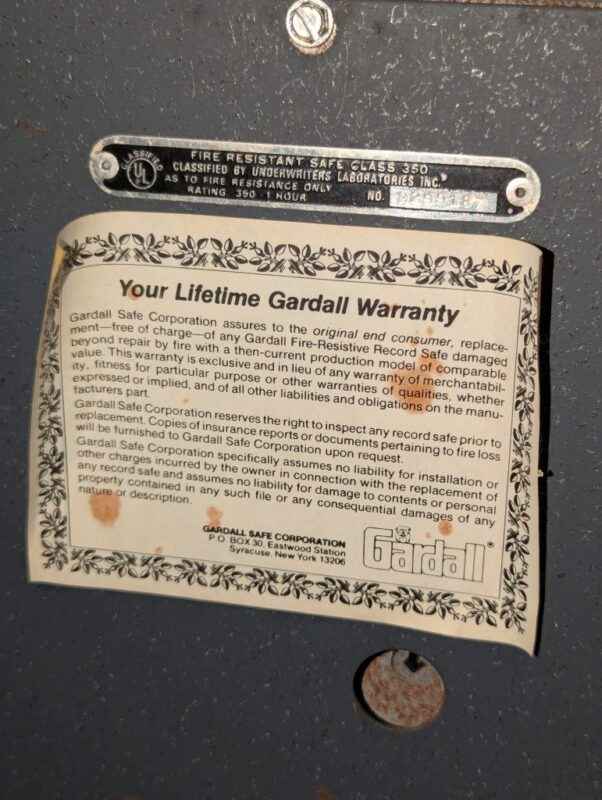 CLASSIFIED
UL
FIRE RESISTANT SAFE CLASS 350
CLASSIFIED BY UNDERWRITERS LABORATORIES INC.®
AS TO FIRE RESISTANCE ONLY
RATING 350-1 HOUR NO.
Your Lifetime Gardall Warranty
Gardall Safe Corporation assures to the original end consumer, replace-
ment—free of charge—of any Gardall Fire-Resistive Record Safe damaged
beyond repair by fire with a then-current production model of comparable
value. This warranty is exclusive and in lieu of any warranty of merchantabil-
ity, fitness for particular purpose or other warranties of qualities, whether
expressed or implied, and of all other liabilities and obligations on the manu-
facturers part.
Gardall Safe Corporation reserves the right to inspect any record safe prior to
replacement. Copies of insurance reports or documents pertaining to fire loss
will be furnished to Gardall Safe Corporation upon request.
Gardall Safe Corporation specifically assumes no liability for installation or
other charges incurred by the owner in connection with the replacement of
any record safe and assumes no liability for damage to contents or personal
property contained in any such file or any consequential damages of any
nature or description.
GARDALL SAFE CORPORATION
P.O. BOX 30, Eastwood Station
Syracuse, New York 13206
Gardall®